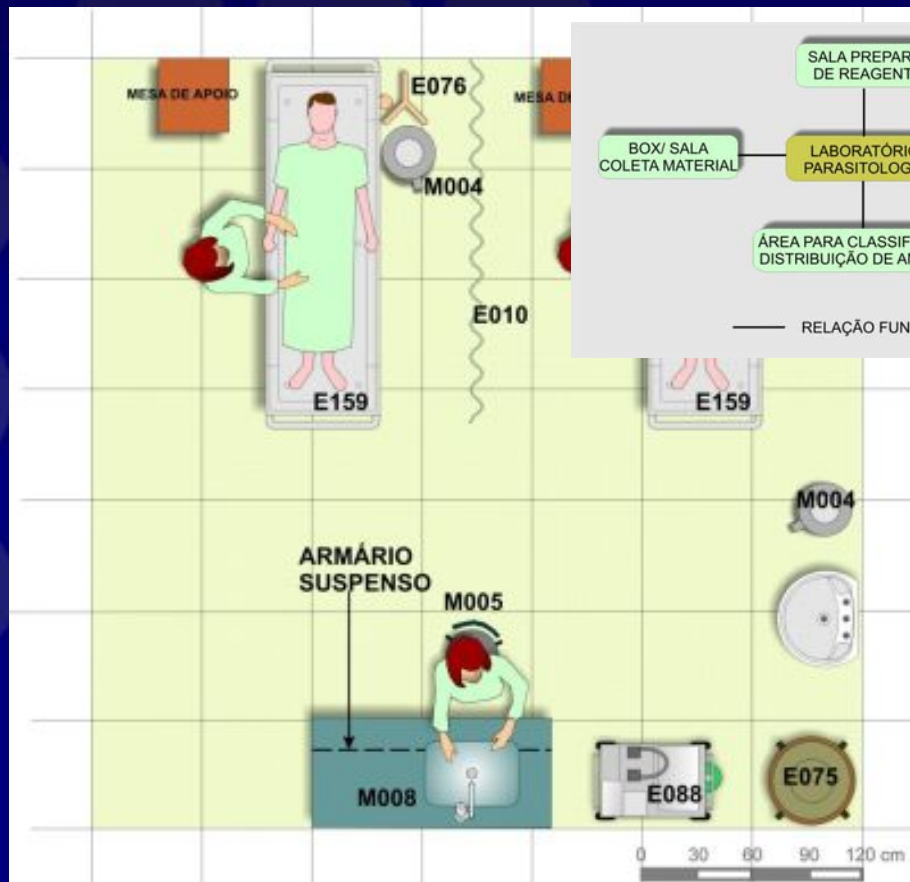 MESA DE APOIO
E076
MESA DE
M004
E010
E159
E159
SALA PREPAR
DE REAGENT
BOX/ SALA
COLETA MATERIAL
LABORATÓRIO
PARASITOLOG
ÁREA PARA CLASSIF
DISTRIBUIÇÃO DE A
RELAÇÃO FUN
M004
ARMÁRIO
SUSPENSO
M005
M008
E088
E075
0 30 60 90 120 cm